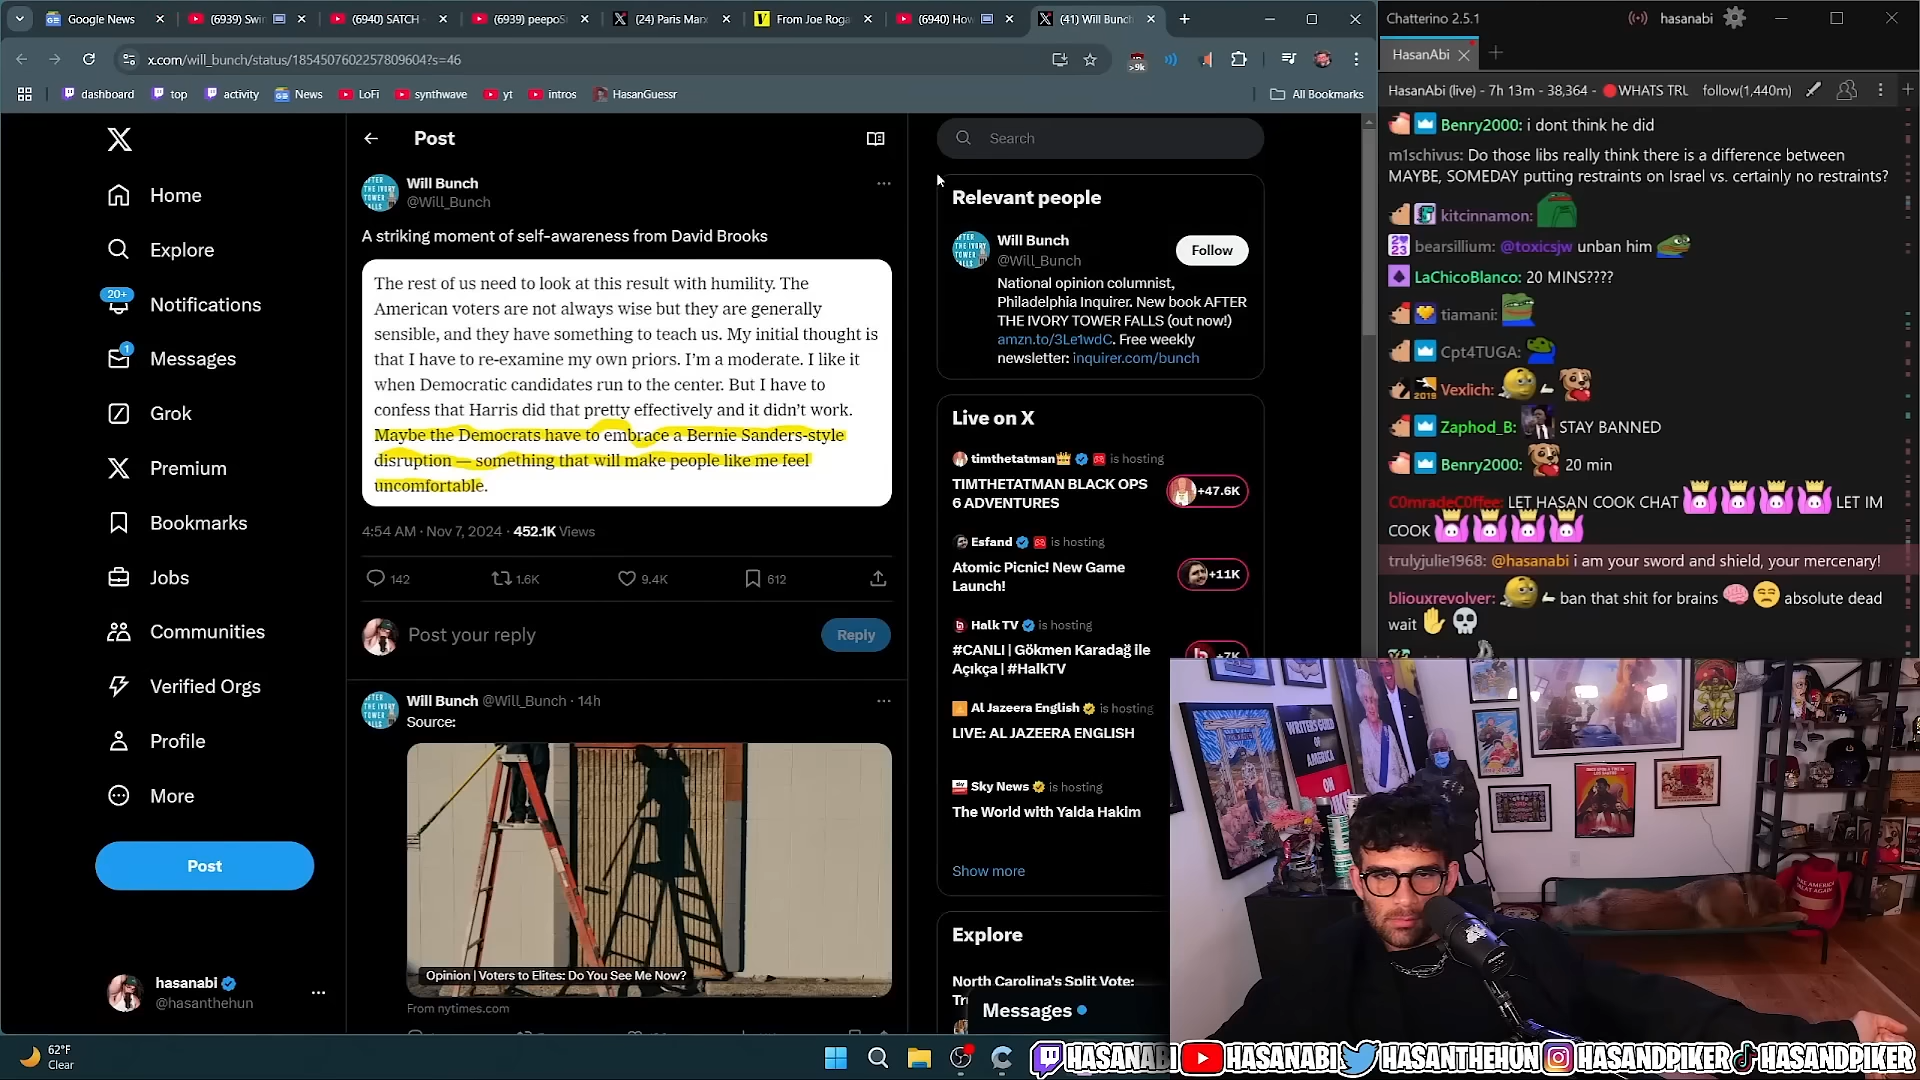 Google News
(6939) Swin
(6940) SATCH -
(6939) peepoS
(24) Paris Marx
From Joe Roga
(6940) How
(41) Will Bunch
x.com/will_bunch/status/1854507602257809604?s=46
>9k
dashboard
top
activity
News
LoFi
synthwave
yt
intros
HasanGuessr
All Bookmarks
Home
Explore
20+
Notifications
1
Messages
Grok
Premium
Bookmarks
Jobs
Communities
Verified Orgs
Profile
More
Post
hasanabi
@hasanthehun
Post
Will Bunch
@Will_Bunch
A striking moment of self-awareness from David Brooks
The rest of us need to look at this result with humility. The
American voters are not always wise but they are generally
sensible, and they have something to teach us. My initial thought is
that I have to re-examine my own priors. I'm a moderate. I like it
when Democratic candidates run to the center. But I have to
confess that Harris did that pretty effectively and it didn't work.
Maybe the Democrats have to embrace a Bernie Sanders-style
disruption — something that will make people like me feel
uncomfortable.
4:54 AM · Nov 7, 2024 · 452.1K Views
142
1.6K
9.4K
612
Post your reply
Reply
Will Bunch @Will_Bunch · 14h
Source:
Opinion | Voters to Elites: Do You See Me Now?
From nytimes.com
Search
Relevant people
Will Bunch
@Will_Bunch
Follow
National opinion columnist,
Philadelphia Inquirer. New book AFTER
THE IVORY TOWER FALLS (out now!)
amzn.to/3Le1wdC. Free weekly
newsletter: inquirer.com/bunch
Live on X
timthetatman is hosting
TIMTHETATMAN BLACK OPS
6 ADVENTURES
+47.6K
Esfand is hosting
Atomic Picnic! New Game
Launch!
+11K
Halk TV is hosting
#CANLI | Gökmen Karadağ ile
Açıkça | #HalkTV
+7K
Al Jazeera English is hosting
LIVE: AL JAZEERA ENGLISH
Sky News is hosting
The World with Yalda Hakim
Show more
Explore
North Carolina's Split Vote:
Messages
Chatterino 2.5.1
hasanabi
HasanAbi
HasanAbi (live) - 7h 13m - 38,364 - WHATS TRU
follow(1,440m)
Benry2000: i dont think he did
m1schivus: Do those libs really think there is a difference between
MAYBE, SOMEDAY putting restraints on Israel vs. certainly no restraints?
kitcinnamon:
bearsillium: @toxicsjw unban him
LaChicoBlanco: 20 MINS????
tiamani:
Cpt4TUGA:
Vexlich:
Zaphod_B: STAY BANNED
Benry2000: 20 min
C0mradeC0ffee: LET HASAN COOK CHAT LET IM
COOK
trulyjulie1968: @hasanabi i am your sword and shield, your mercenary!
bliouxrevolver: ban that shit for brains absolute dead
wait
WRITERS GUILD
OF
AMERICA
ON
62°F
Clear
HASANABI
HASANABI
HASANTHEHUN
HASANDPIKER
HASANDPIKER